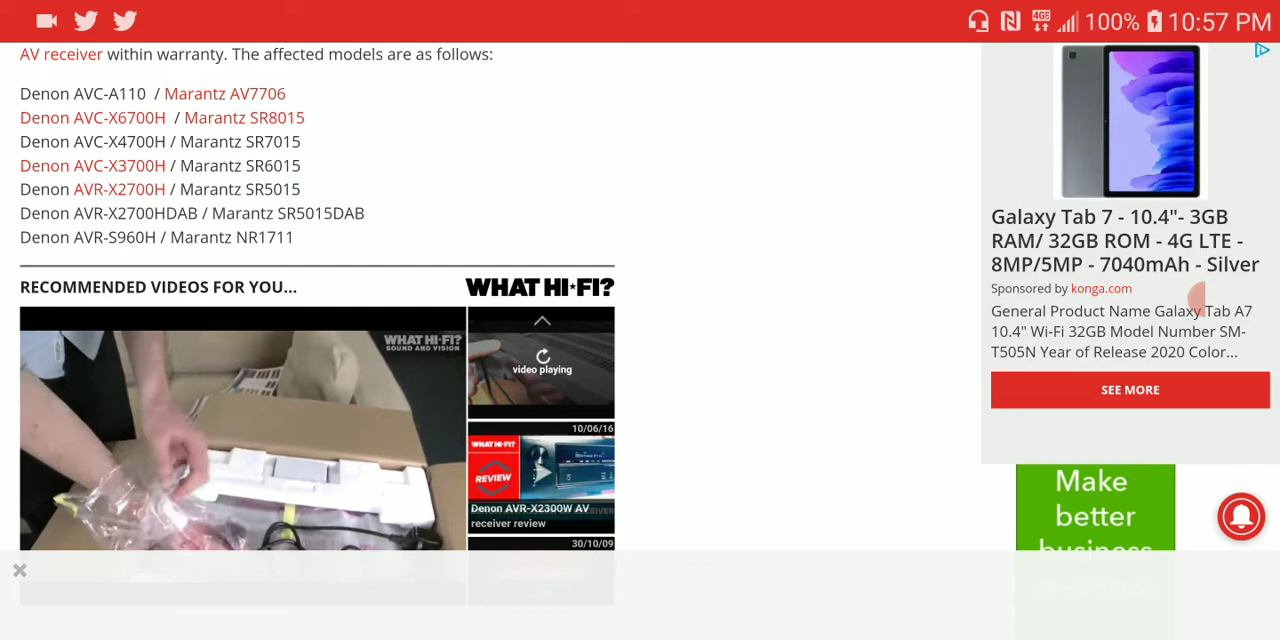 100% 10:57 PM
AV receiver within warranty. The affected models are as follows:
Denon AVC-A110 / Marantz AV7706
Denon AVC-X6700H / Marantz SR8015
Denon AVC-X4700H / Marantz SR7015
Denon AVC-X3700H / Marantz SR6015
Denon AVR-X2700H / Marantz SR5015
Denon AVR-X2700HDAB / Marantz SR5015DAB
Denon AVR-S960H / Marantz NR1711
RECOMMENDED VIDEOS FOR YOU...
WHAT HI-FI?
WHAT HI-FI?
SOUND AND VISION
video playing
10/06/16
WHAT HI-FI?
REVIEW
Denon AVR-X2300W AV
receiver review
30/10/09
Galaxy Tab 7 - 10.4"- 3GB
RAM/ 32GB ROM - 4G LTE -
8MP/5MP - 7040mAh - Silver
Sponsored by konga.com
General Product Name Galaxy Tab A7
10.4" Wi-Fi 32GB Model Number SM-
T505N Year of Release 2020 Color...
SEE MORE
Make
better
business